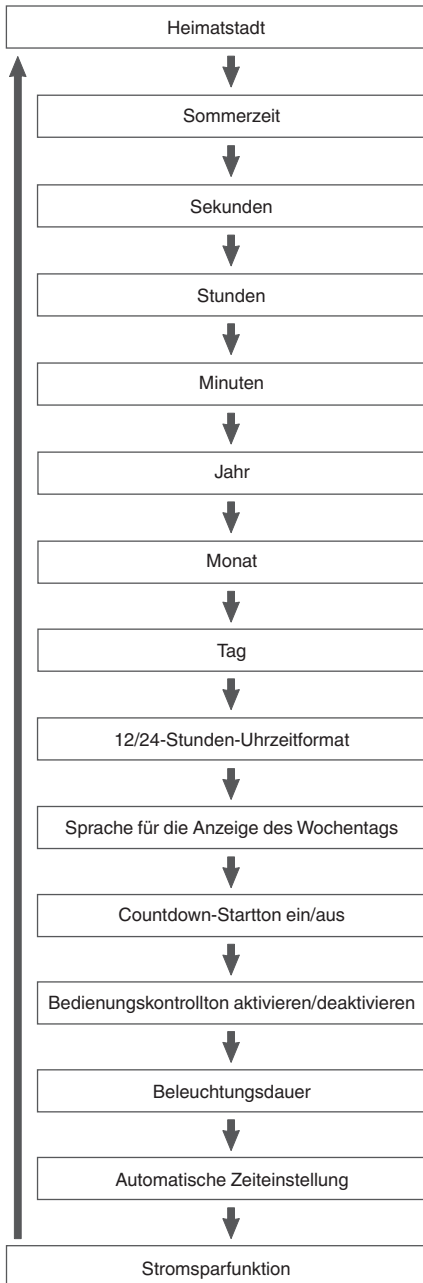 Heimatstadt
Sommerzeit
Sekunden
Stunden
Minuten
Jahr
Monat
Tag
12/24-Stunden-Uhrzeitformat
Sprache für die Anzeige des Wochentags
Countdown-Startton ein/aus
Bedienungskontrollton aktivieren/deaktivieren
Beleuchtungsdauer
Automatische Zeiteinstellung
Stromsparfunktion